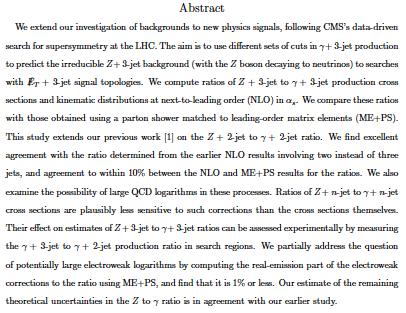 Abstract
We extend our investigation of backgrounds to new physics signals, following CMS's data-driven
search for supersymmetry at the LHC. The aim is to use different sets of cuts in γ+ 3-jet production
to predict the irreducible Z+ 3-jet background (with the Z boson decaying to neutrinos) to searches
with E̸_T + 3-jet signal topologies. We compute ratios of Z + 3-jet to γ + 3-jet production cross
sections and kinematic distributions at next-to-leading order (NLO) in α_s. We compare these ratios
with those obtained using a parton shower matched to leading-order matrix elements (ME+PS).
This study extends our previous work [1] on the Z + 2-jet to γ + 2-jet ratio. We find excellent
agreement with the ratio determined from the earlier NLO results involving two instead of three
jets, and agreement to within 10% between the NLO and ME+PS results for the ratios. We also
examine the possibility of large QCD logarithms in these processes. Ratios of Z+ n-jet to γ+ n-jet
cross sections are plausibly less sensitive to such corrections than the cross sections themselves.
Their effect on estimates of Z+ 3-jet to γ+ 3-jet ratios can be assessed experimentally by measuring
the γ + 3-jet to γ + 2-jet production ratio in search regions. We partially address the question
of potentially large electroweak logarithms by computing the real-emission part of the electroweak
corrections to the ratio using ME+PS, and find that it is 1% or less. Our estimate of the remaining
theoretical uncertainties in the Z to γ ratio is in agreement with our earlier study.